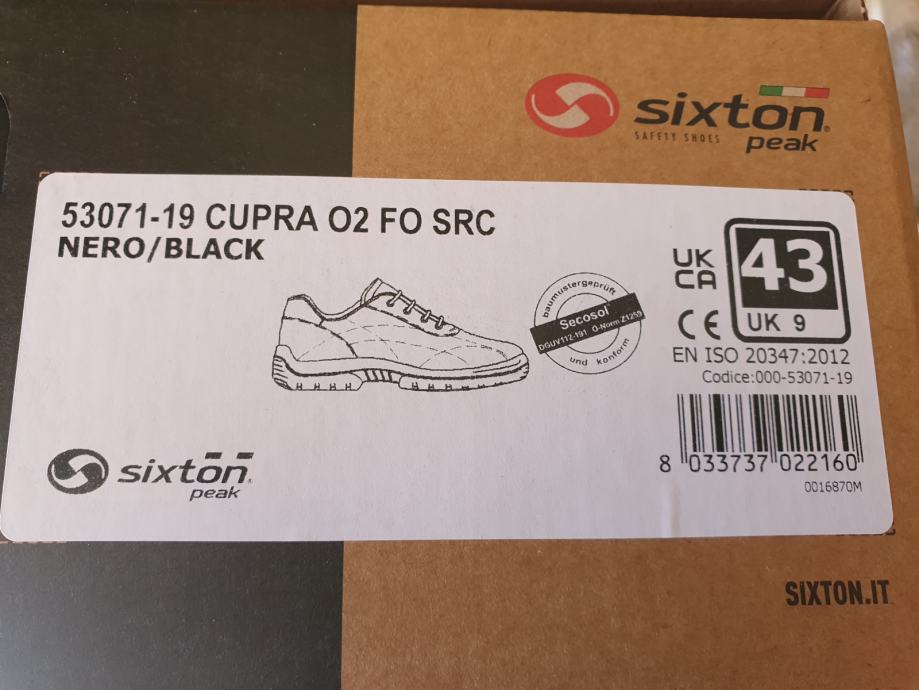 sixton®
SAFETY SHOES
peak
53071-19 CUPRA O2 FO SRC
NERO/BLACK
UK
CA
43
UK 9
CE
baumustergeprüft
Secosol®
DGUV112-191 Ö-Norm Z1259
und konform
EN ISO 20347:2012
Codice:000-53071-19
8 033737 022160
0016870M
sixton®
peak
SIXTON.IT